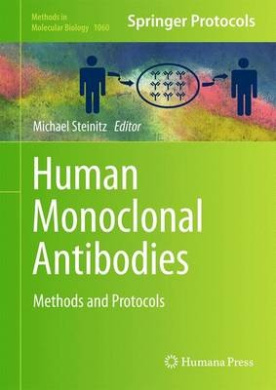 Methods in
Molecular Biology 1060
Springer Protocols
Michael Steinitz Editor
Human
Monoclonal
Antibodies
Methods and Protocols
Humana Press